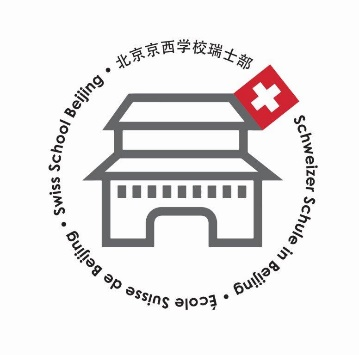 北京京西学校瑞士部
Schweizer Schule in Beijing
École Suisse de Beijing
Swiss School Beijing